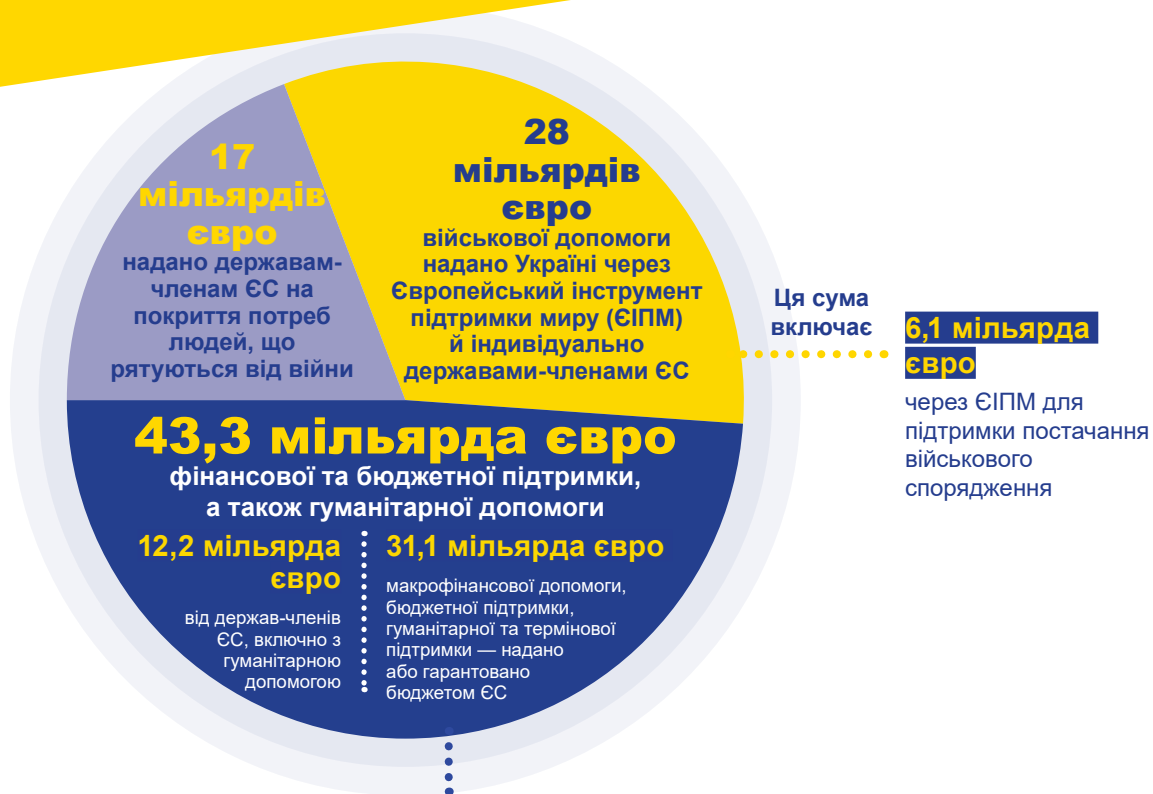 17
мільярдів
євро
надано державам-
членам ЄС на
покриття потреб
людей, що
рятуються від війни
28
мільярдів
євро
військової допомоги
надано Україні через
Європейський інструмент
підтримки миру (ЄІПМ)
й індивідуально
державами-членами ЄС
Ця сума
включає
6,1 мільярда
євро
через ЄІПМ для
підтримки постачання
військового
спорядження
43,3 мільярда євро
фінансової та бюджетної підтримки,
а також гуманітарної допомоги
12,2 мільярда
євро
від держав-членів
ЄС, включно з
гуманітарною
допомогою
31,1 мільярда євро
макрофінансової допомоги,
бюджетної підтримки,
гуманітарної та термінової
підтримки — надано
або гарантовано
бюджетом ЄС